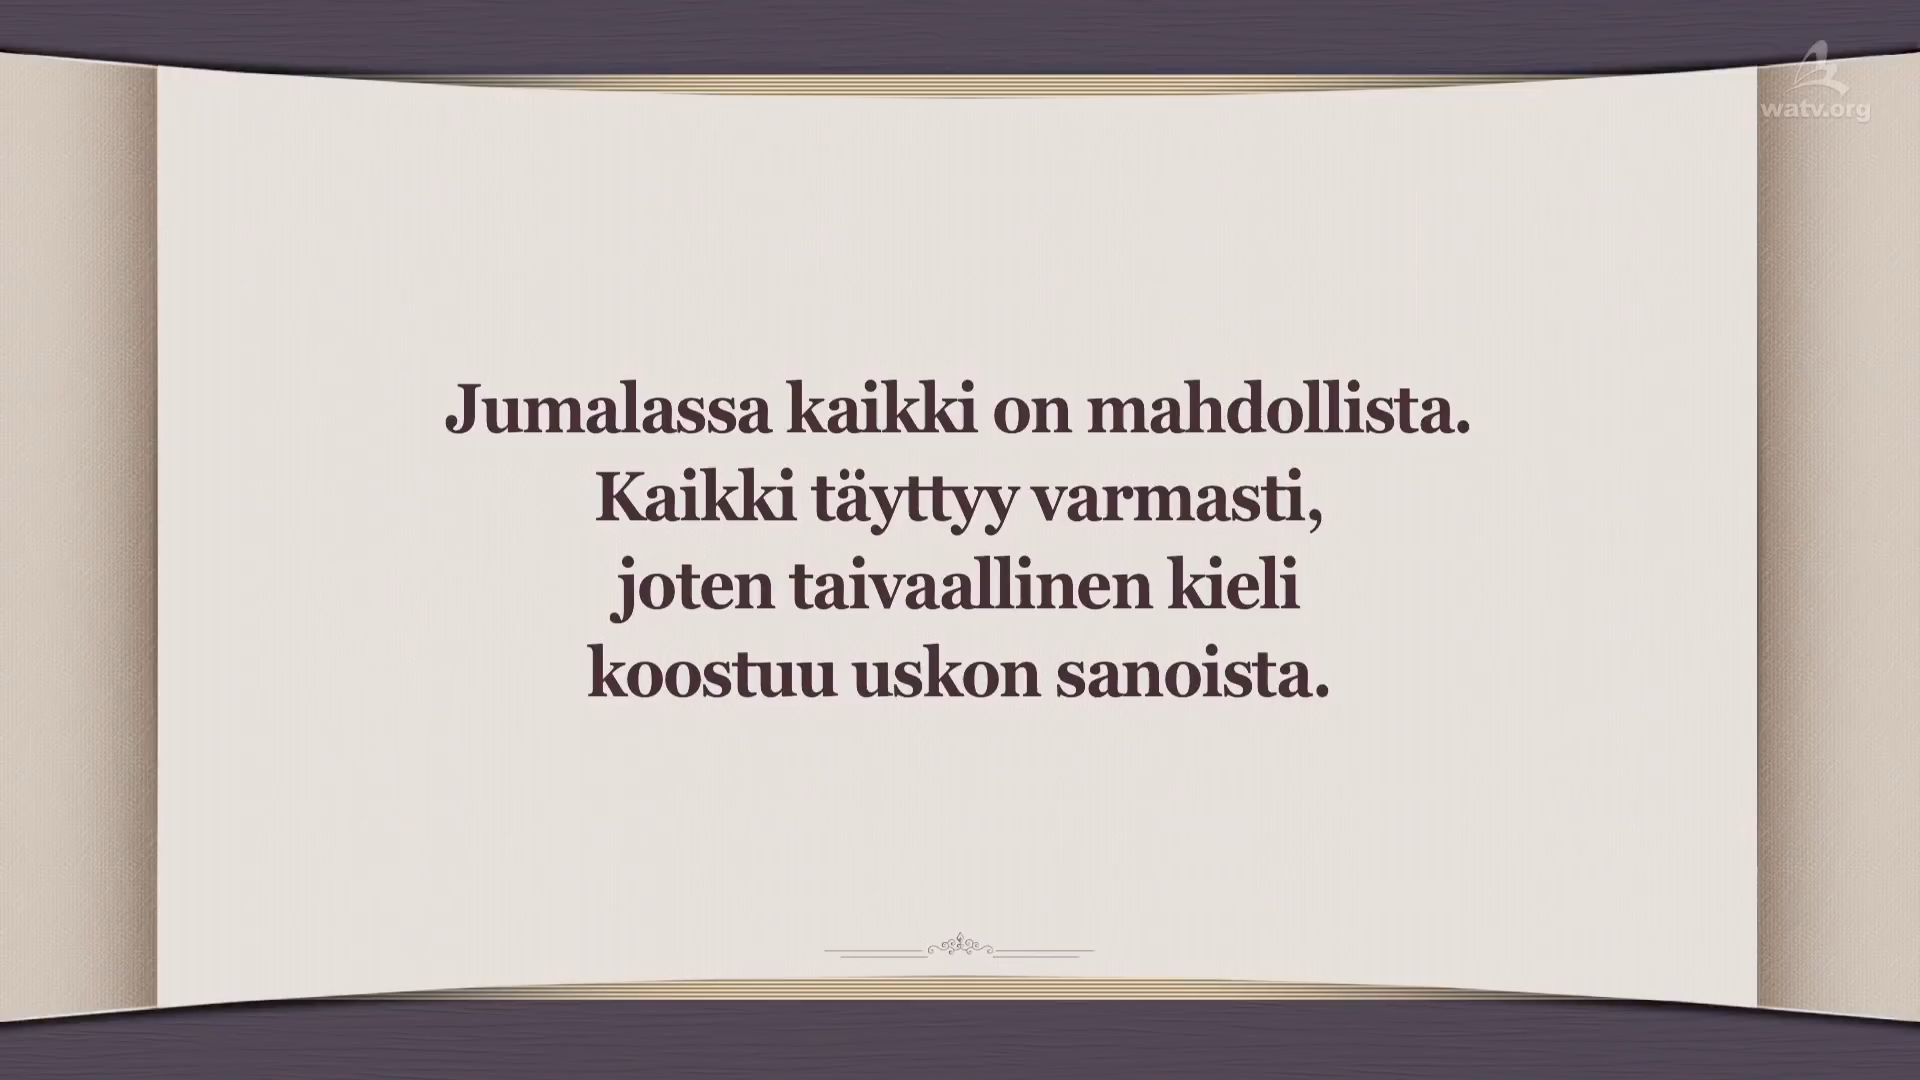 watv.org
Jumalassa kaikki on mahdollista.
Kaikki täyttyy varmasti,
joten taivaallinen kieli
koostuu uskon sanoista.